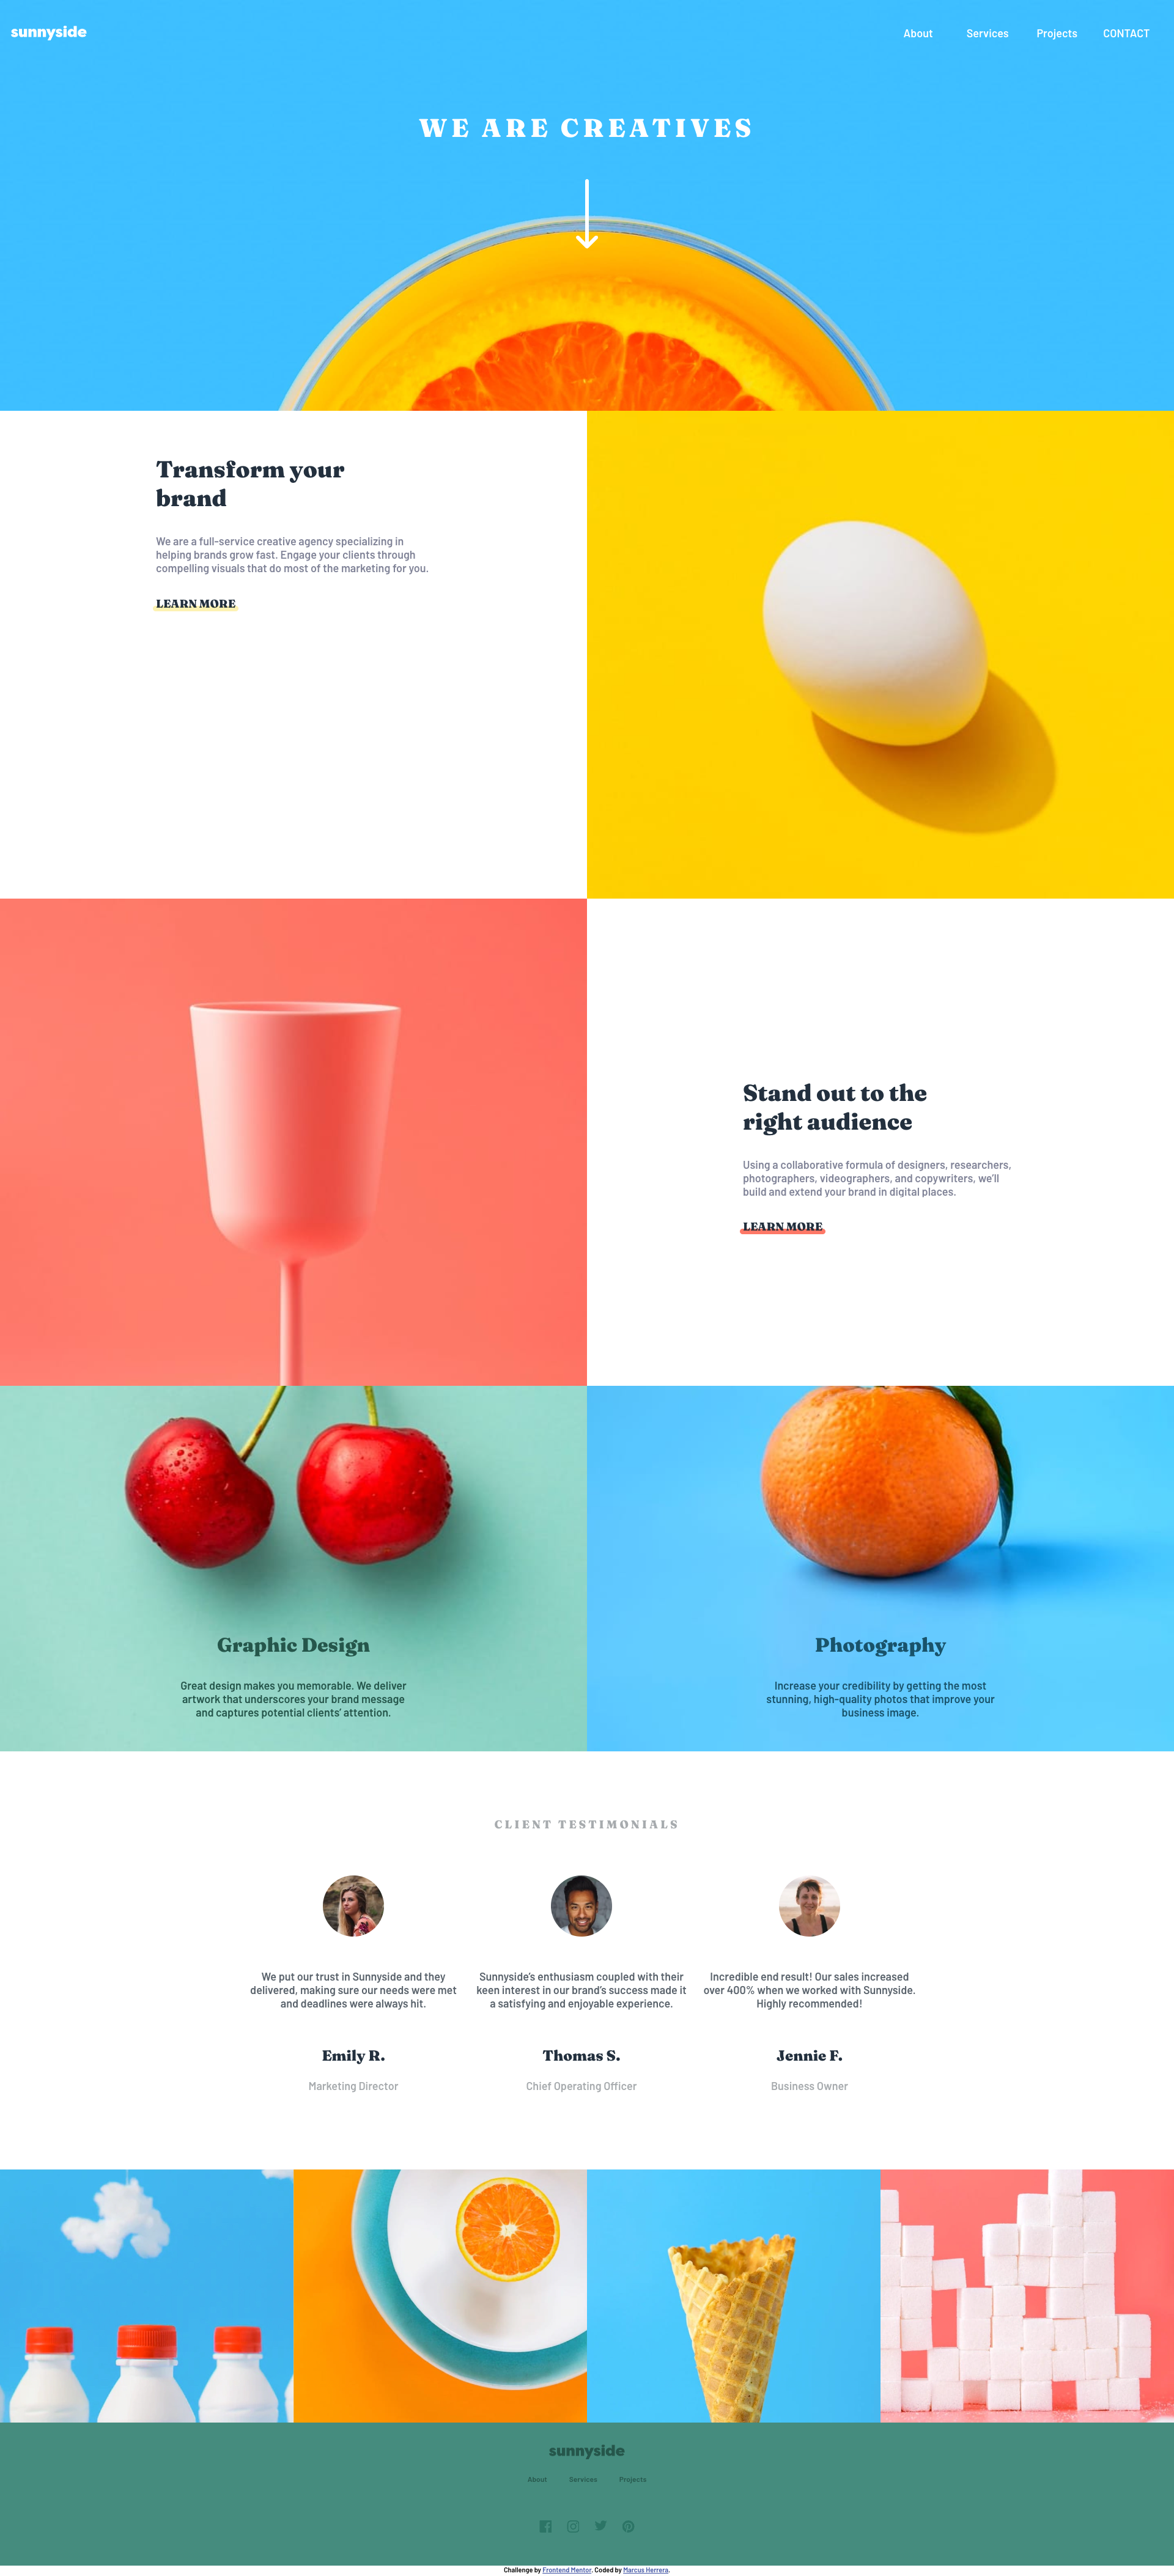 sunnyside
About Services Projects CONTACT
WE ARE CREATIVES
Transform your
brand
We are a full-service creative agency specializing in
helping brands grow fast. Engage your clients through
compelling visuals that do most of the marketing for you.
LEARN MORE
Stand out to the
right audience
Using a collaborative formula of designers, researchers,
photographers, videographers, and copywriters, we'll
build and extend your brand in digital places.
LEARN MORE
Graphic Design
Great design makes you memorable. We deliver
artwork that underscores your brand message
and captures potential clients' attention.
Photography
Increase your credibility by getting the most
stunning, high-quality photos that improve your
business image.
CLIENT TESTIMONIALS
We put our trust in Sunnyside and they
delivered, making sure our needs were met
and deadlines were always hit.
Emily R.
Marketing Director
Sunnyside's enthusiasm coupled with their
keen interest in our brand's success made it
a satisfying and enjoyable experience.
Thomas S.
Chief Operating Officer
Incredible end result! Our sales increased
over 400% when we worked with Sunnyside.
Highly recommended!
Jennie F.
Business Owner
sunnyside
About Services Projects
Challenge by Frontend Mentor. Coded by Marcus Herrera.